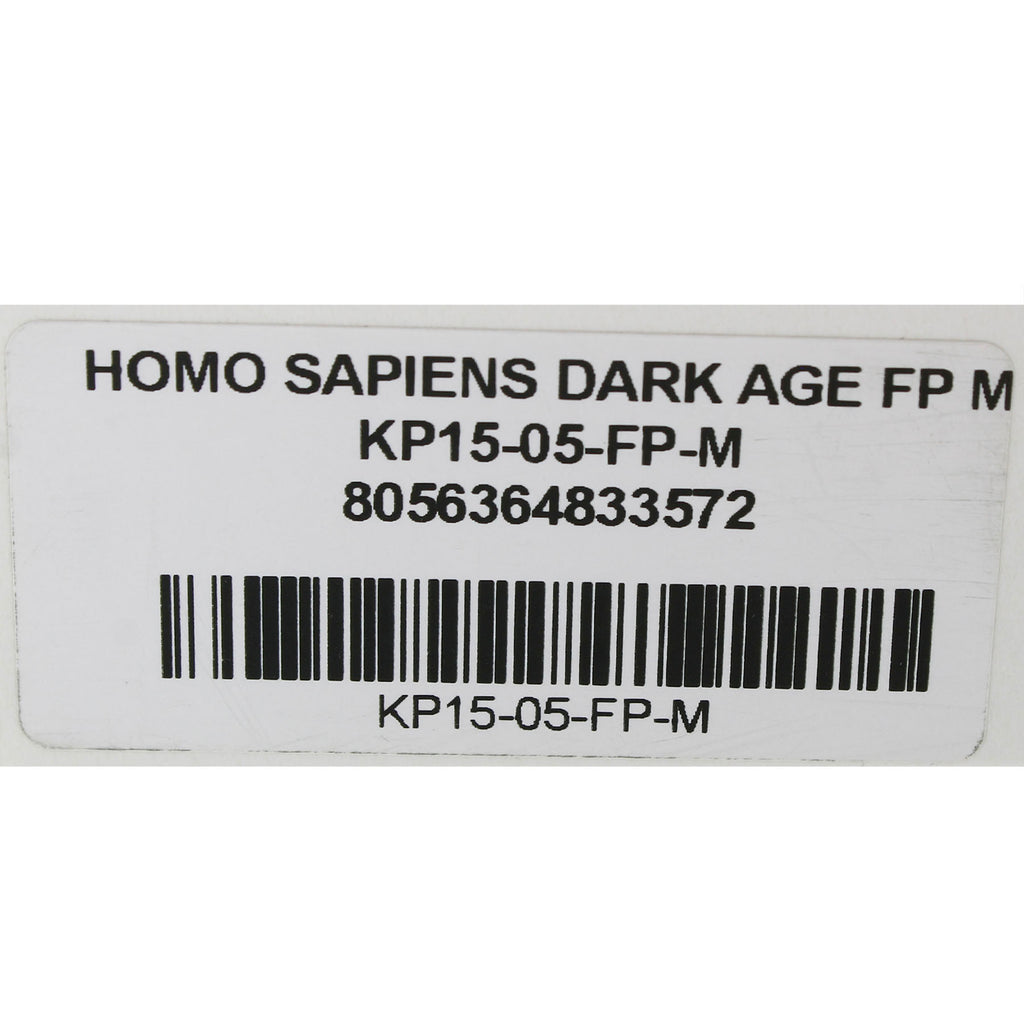 HOMO SAPIENS DARK AGE FP M
KP15-05-FP-M
8056364833572
KP15-05-FP-M